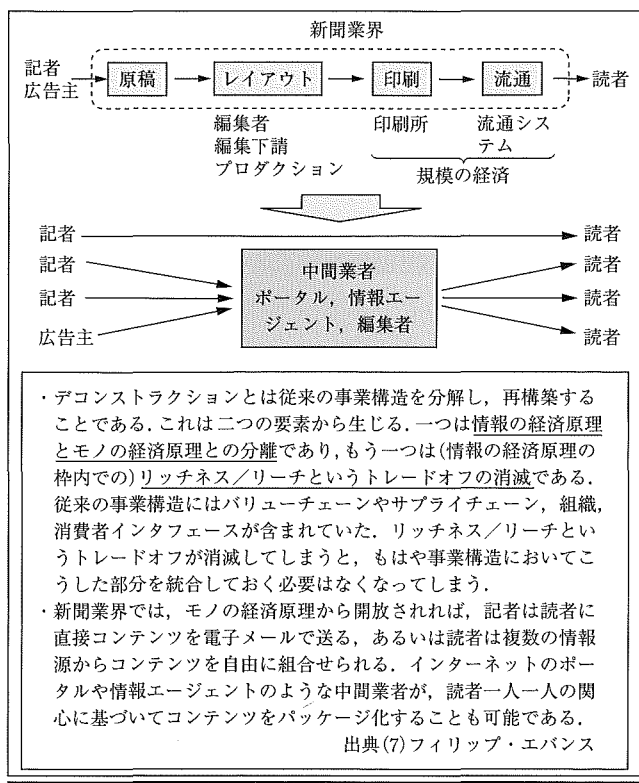 新聞業界
記者
広告主
原稿
レイアウト
印刷
流通
読者
編集者
編集下請
プロダクション
印刷所
流通シス
テム
規模の経済
記者
読者
記者
記者
広告主
中間業者
ポータル,情報エー
ジェント,編集者
読者
読者
読者
・デコンストラクションとは従来の事業構造を分解し,再構築す
ることである.これは二つの要素から生じる.一つは情報の経済原理
とモノの経済原理との分離であり,もう一つは(情報の経済原理の
枠内での)リッチネス/リーチというトレードオフの消滅である.
従来の事業構造にはバリューチェーンやサプライチェーン,組織,
消費者インタフェースが含まれていた.リッチネス/リーチとい
うトレードオフが消滅してしまうと,もはや事業構造においてこ
うした部分を統合しておく必要はなくなってしまう.
・新聞業界では,モノの経済原理から開放されれば,記者は読者に
直接コンテンツを電子メールで送る,あるいは読者は複数の情報
源からコンテンツを自由に組合せられる.インターネットのポー
タルや情報エージェントのような中間業者が,読者一人一人の関
心に基づいてコンテンツをパッケージ化することも可能である.
出典(7)フィリップ・エバンス